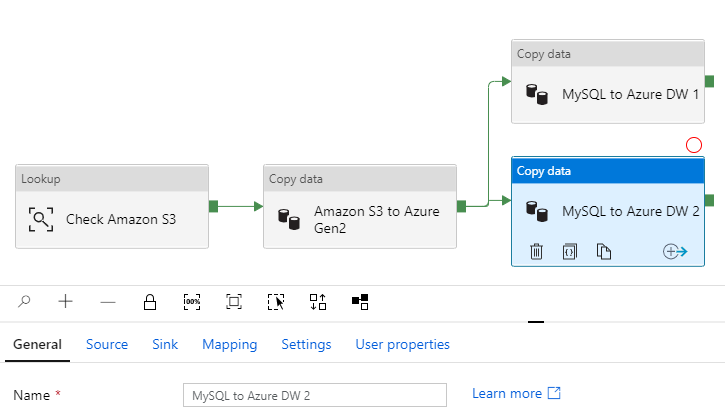 Copy data
MySQL to Azure DW 1
Lookup
Check Amazon S3
Copy data
Amazon S3 to Azure
Gen2
Copy data
MySQL to Azure DW 2
{}
100%
General Source Sink Mapping Settings User properties
Name * MySQL to Azure DW 2 Learn more